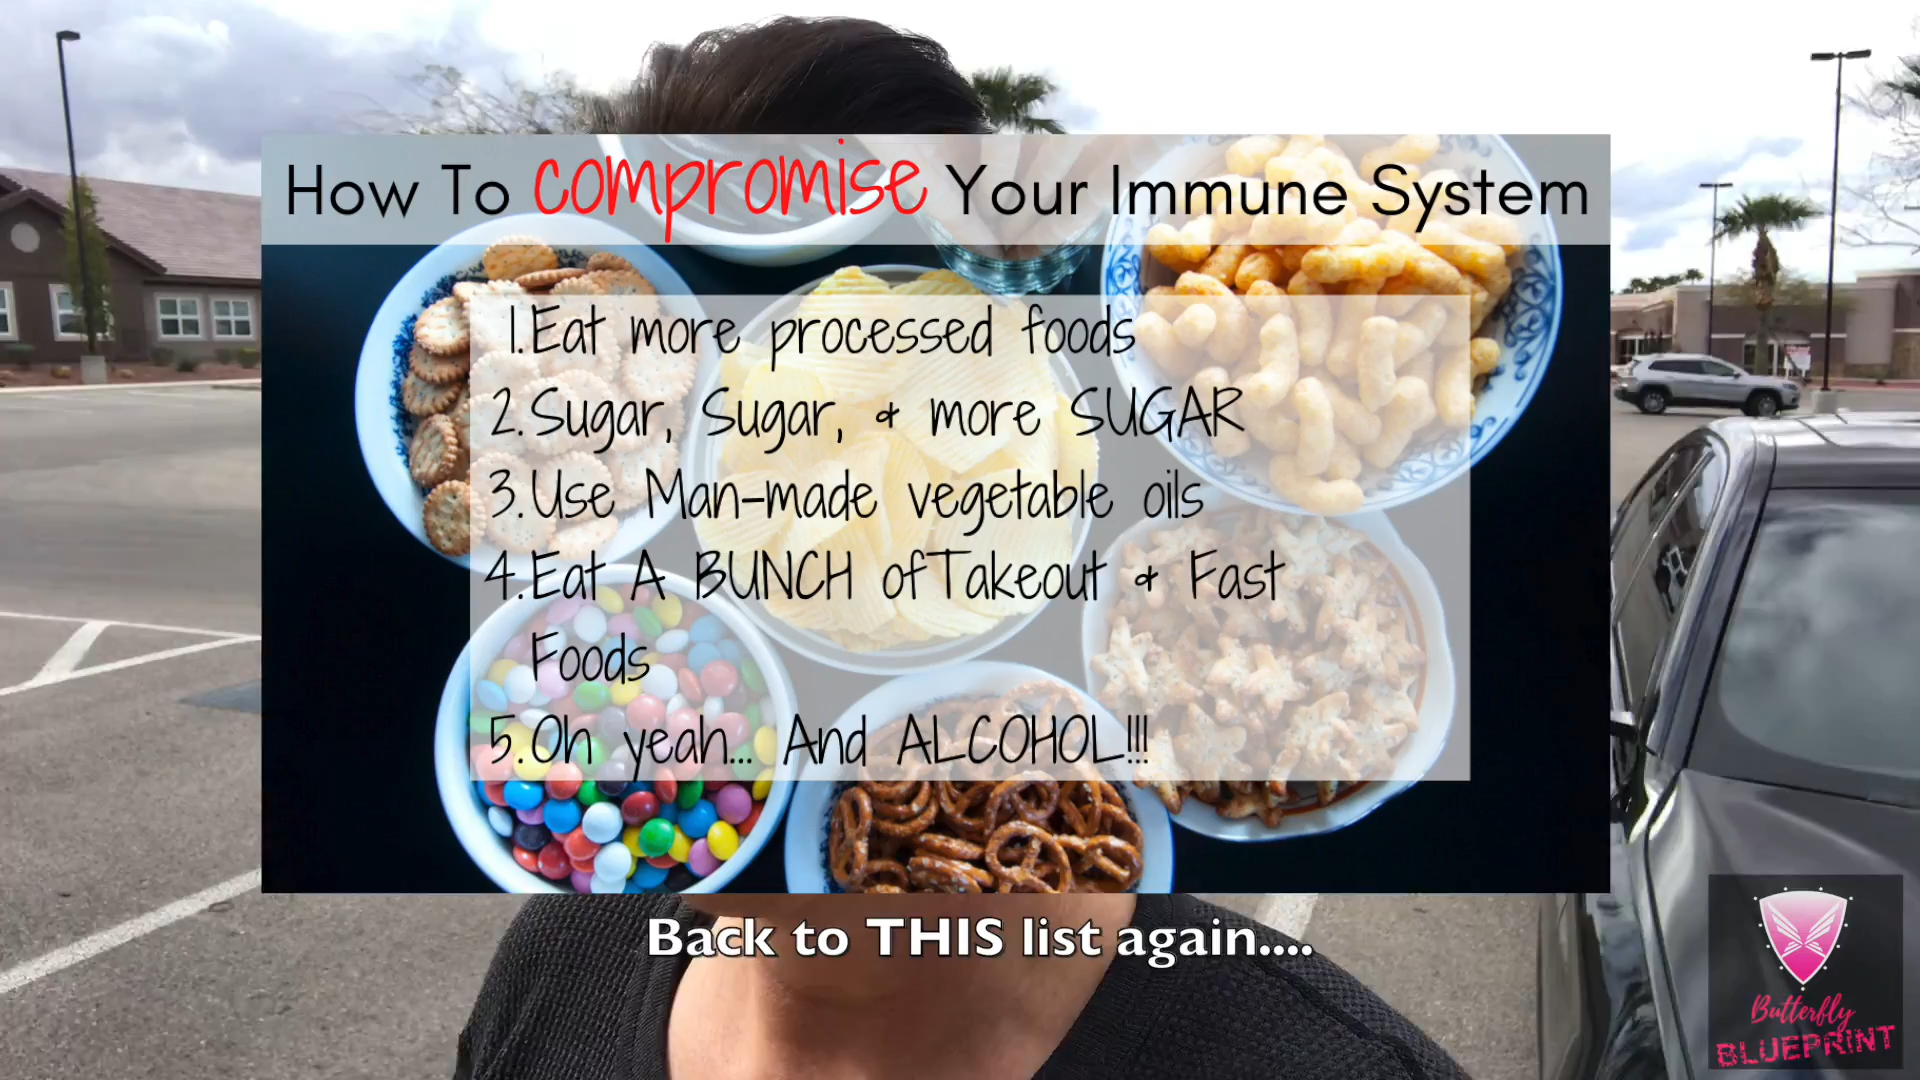 How To compromise Your Immune System
1. Eat more processed foods
2. Sugar, Sugar, & more SUGAR
3. Use Man-made vegetable oils
4. Eat A BUNCH of Takeout & Fast
Foods
5. Oh yeah... And ALCOHOL!!!
Back to THIS list again....
Butterfly
BLUEPRINT